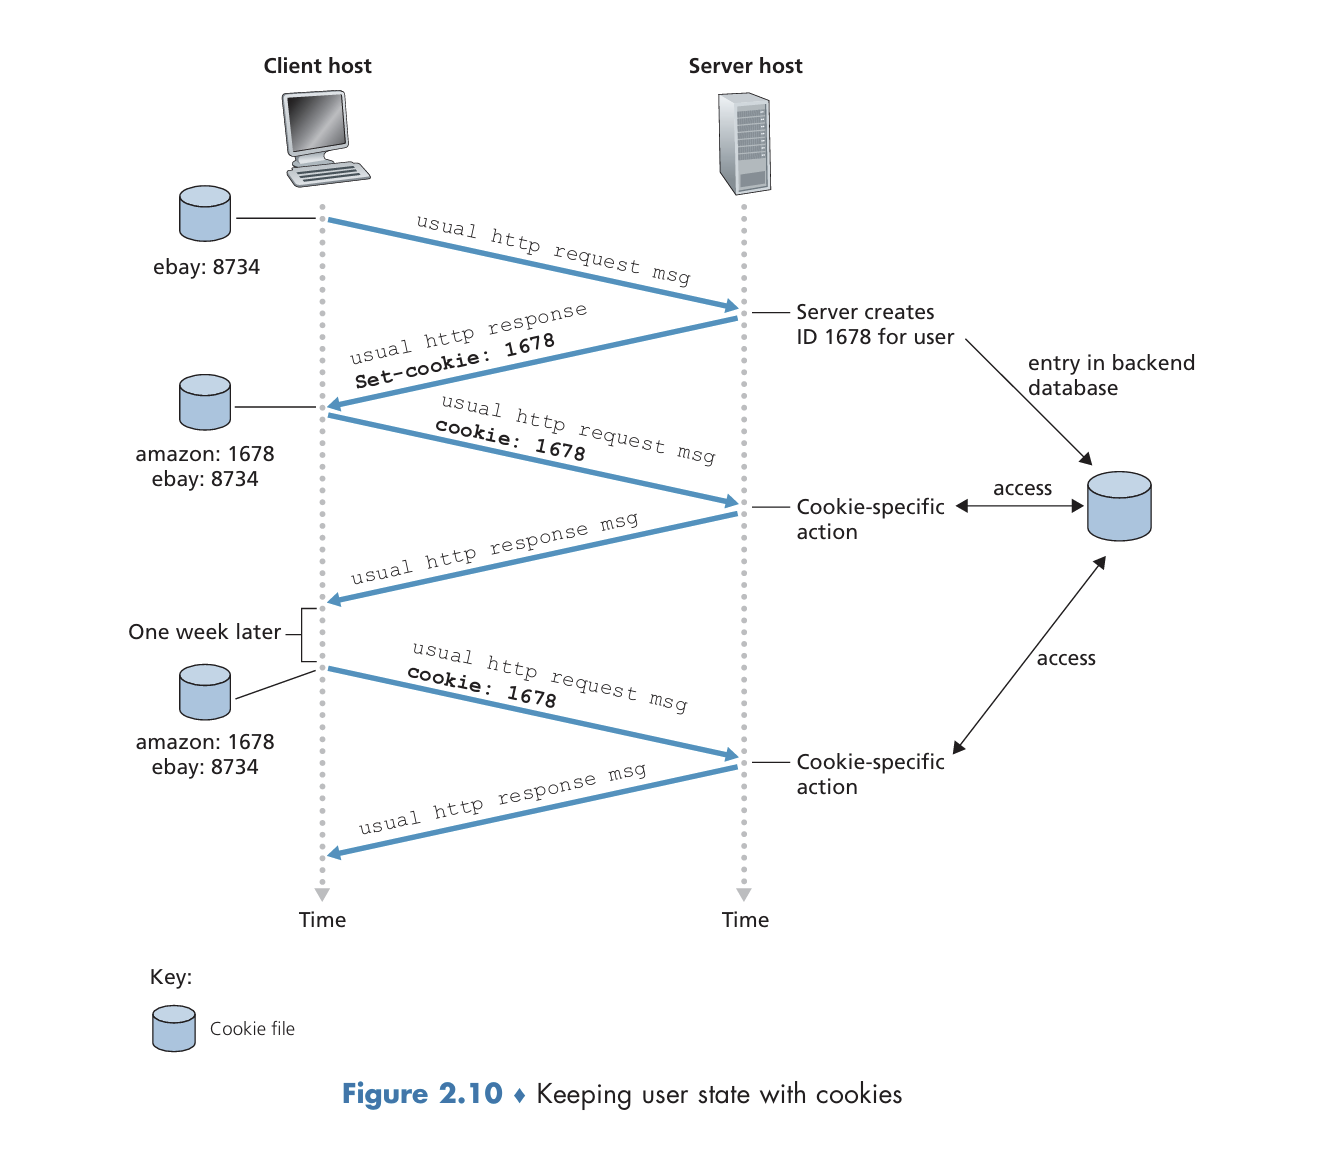 Client host
Server host
usual http request msg
ebay: 8734
Server creates
ID 1678 for user
entry in backend
database
usual http response
Set-cookie: 1678
amazon: 1678
ebay: 8734
usual http request msg
cookie: 1678
access
Cookie-specific
action
usual http response msg
One week later
usual http request msg
cookie: 1678
access
amazon: 1678
ebay: 8734
Cookie-specific
action
usual http response msg
Time
Time
Key:
Cookie file
Figure 2.10 ♦ Keeping user state with cookies